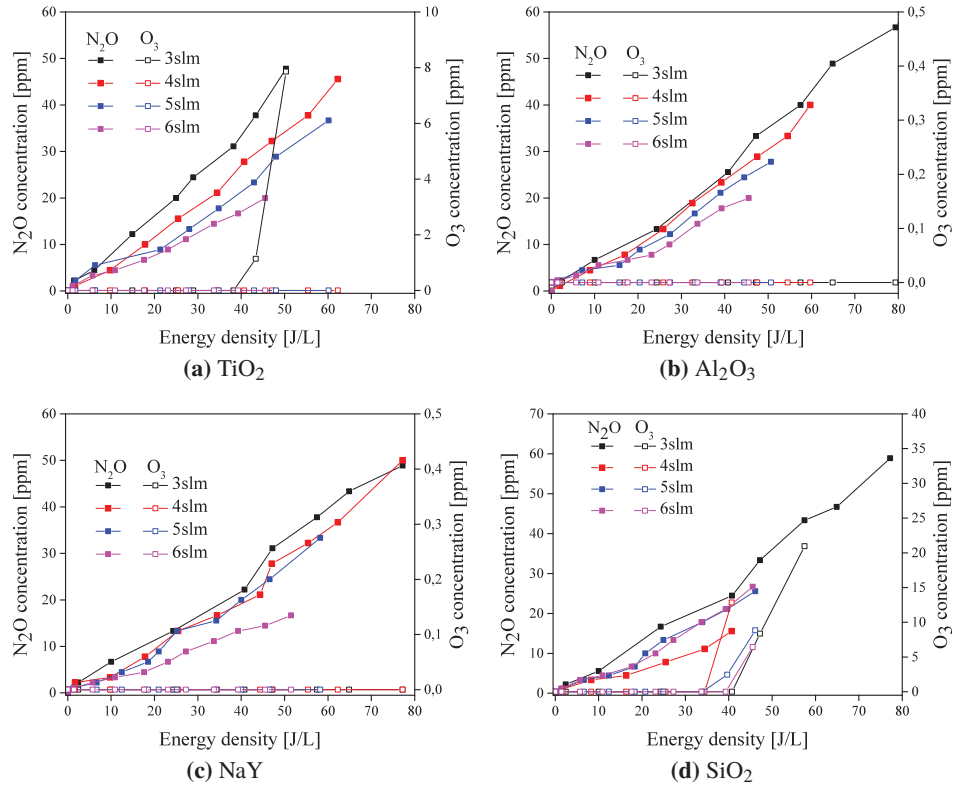 N₂O O₃
3slm
4slm
5slm
6slm
N₂O concentration [ppm]
0 10 20 30 40 50 60
O₃ concentration [ppm]
0 2 4 6 8 10
0 10 20 30 40 50 60 70 80
Energy density [J/L]
(a) TiO₂
N₂O O₃
3slm
4slm
5slm
6slm
N₂O concentration [ppm]
0 10 20 30 40 50 60
O₃ concentration [ppm]
0,0 0,1 0,2 0,3 0,4 0,5
0 10 20 30 40 50 60 70 80
Energy density [J/L]
(b) Al₂O₃
N₂O O₃
3slm
4slm
5slm
6slm
N₂O concentration [ppm]
0 10 20 30 40 50 60
O₃ concentration [ppm]
0,0 0,1 0,2 0,3 0,4 0,5
0 10 20 30 40 50 60 70 80
Energy density [J/L]
(c) NaY
N₂O O₃
3slm
4slm
5slm
6slm
N₂O concentration [ppm]
0 10 20 30 40 50 60 70
O₃ concentration [ppm]
0 5 10 15 20 25 30 35 40
0 10 20 30 40 50 60 70 80
Energy density [J/L]
(d) SiO₂